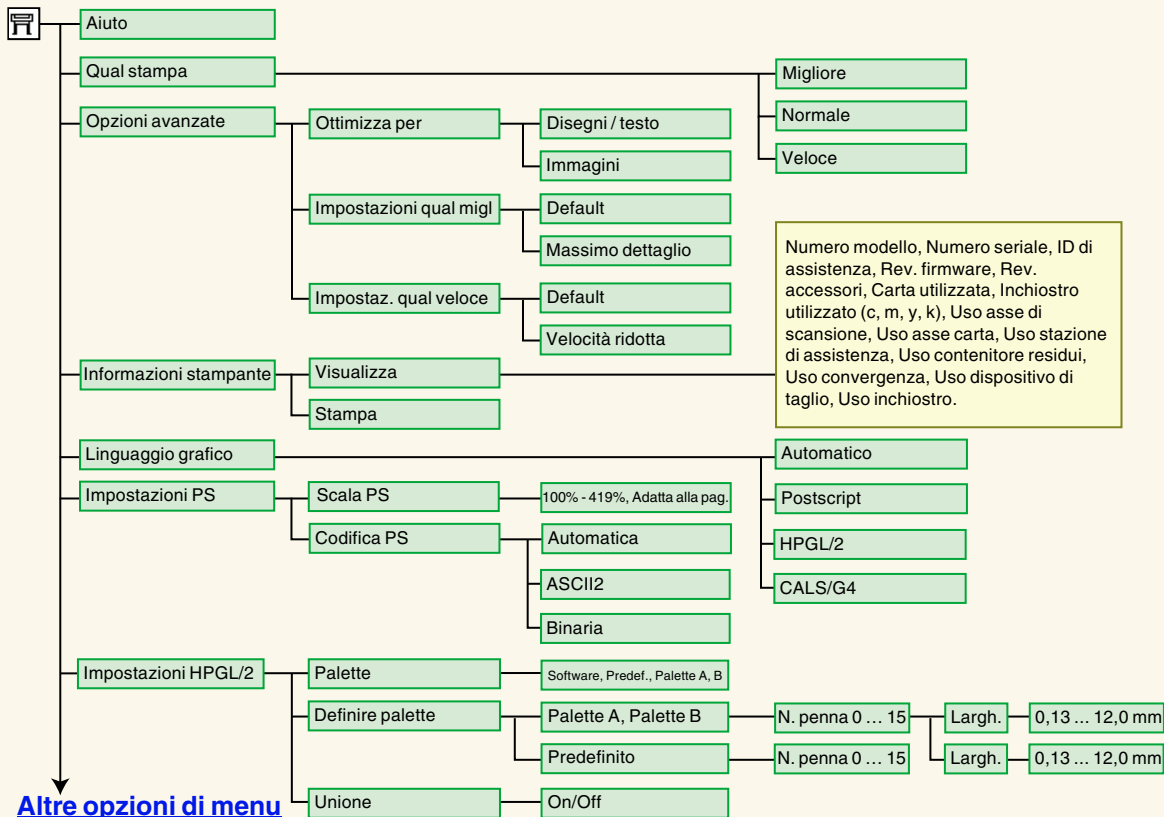 Aiuto
Qual stampa
Migliore
Normale
Veloce
Opzioni avanzate
Ottimizza per
Disegni / testo
Immagini
Impostazioni qual migl
Default
Massimo dettaglio
Impostaz. qual veloce
Default
Velocità ridotta
Informazioni stampante
Visualizza
Numero modello, Numero seriale, ID di
assistenza, Rev. firmware, Rev.
accessori, Carta utilizzata, Inchiostro
utilizzato (c, m, y, k), Uso asse di
scansione, Uso asse carta, Uso stazione
di assistenza, Uso contenitore residui,
Uso convergenza, Uso dispositivo di
taglio, Uso inchiostro.
Stampa
Linguaggio grafico
Automatico
Postscript
HPGL/2
CALS/G4
Impostazioni PS
Scala PS
100% - 419%, Adatta alla pag.
Codifica PS
Automatica
ASCII2
Binaria
Impostazioni HPGL/2
Palette
Software, Predef., Palette A, B
Definire palette
Palette A, Palette B
N. penna 0 ... 15
Largh.
0,13 ... 12,0 mm
Predefinito
N. penna 0 ... 15
Largh.
0,13 ... 12,0 mm
Unione
On/Off
Altre opzioni di menu